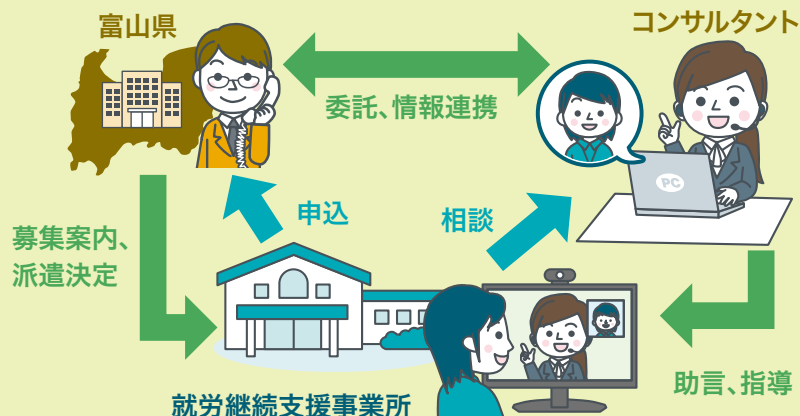 富山県
コンサルタント
委託、情報連携
PC
申込
相談
募集案内、
派遣決定
助言、指導
就労継続支援事業所